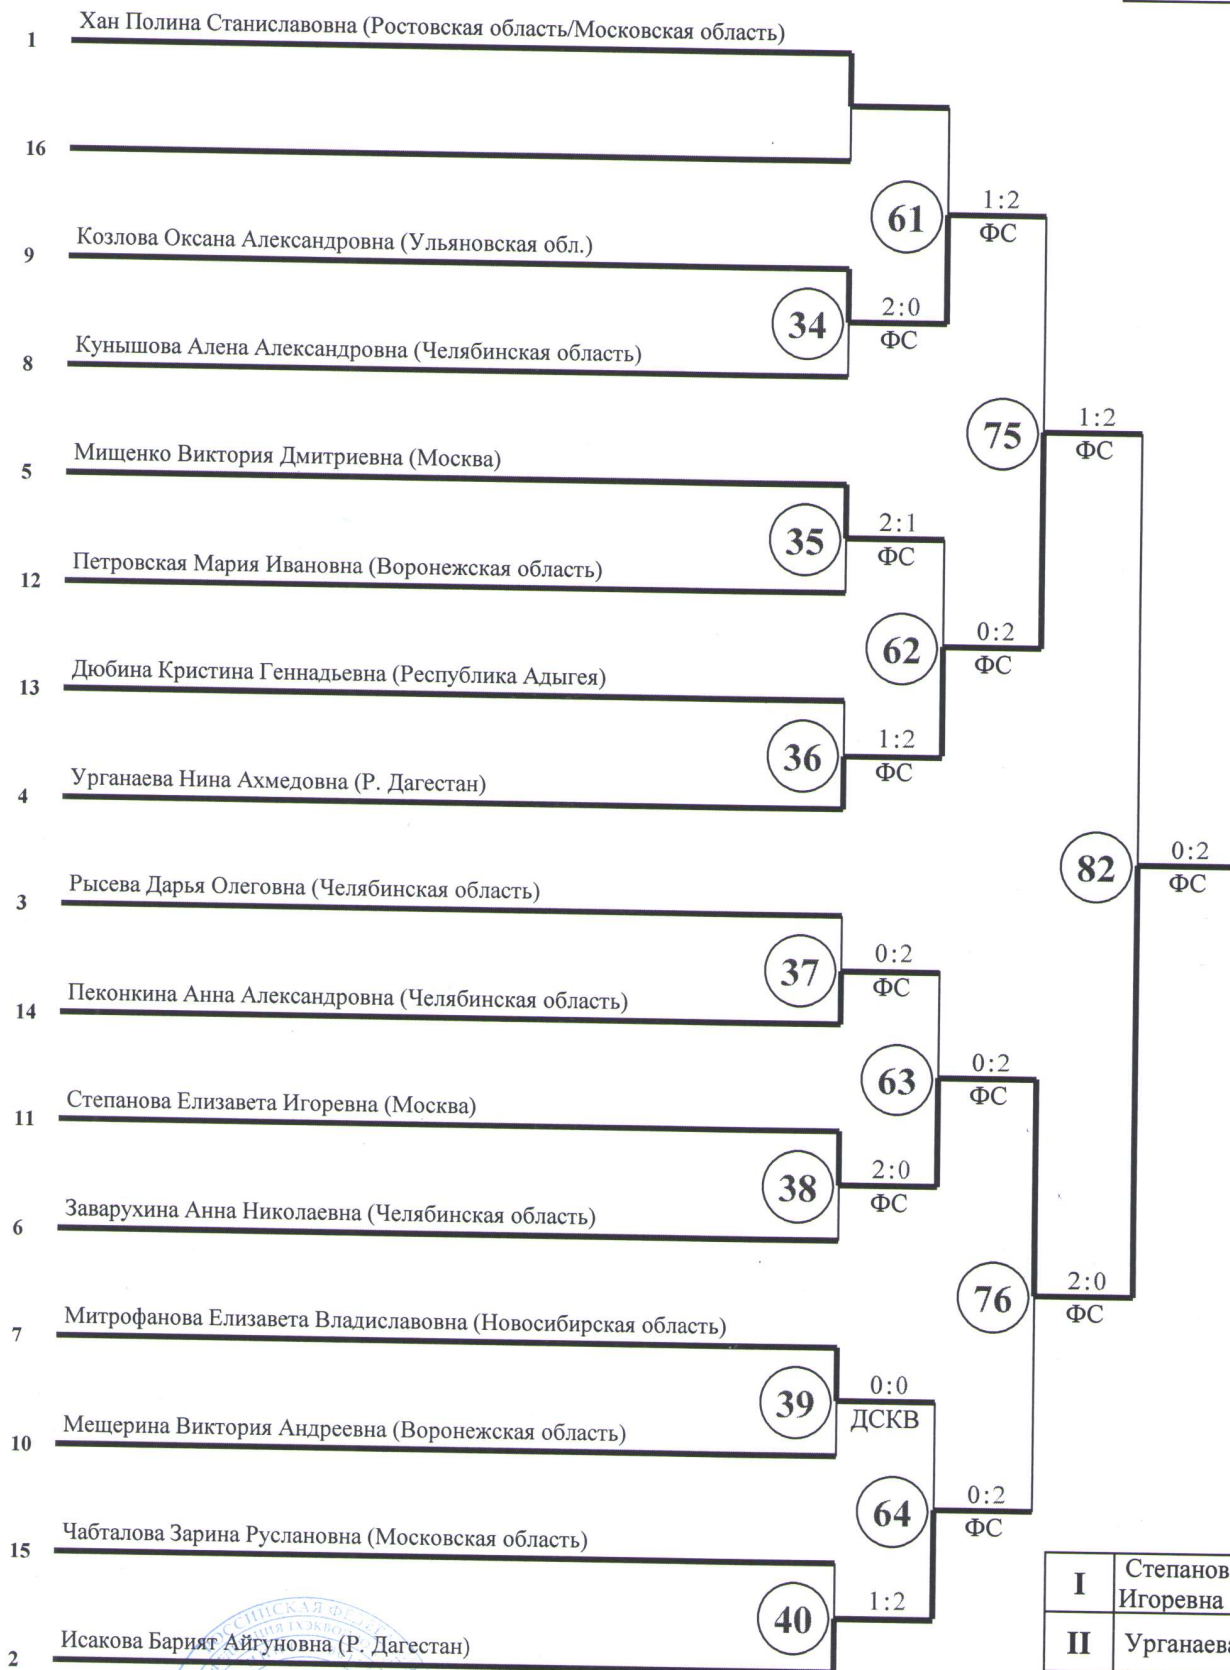 Хан Полина Станиславовна (Ростовская область/Московская область)
1
16
61
1:2
ФС
Козлова Оксана Александровна (Ульяновская обл.)
9
34
2:0
ФС
Кунышова Алена Александровна (Челябинская область)
8
75
1:2
ФС
Мищенко Виктория Дмитриевна (Москва)
5
35
2:1
ФС
Петровская Мария Ивановна (Воронежская область)
12
62
0:2
ФС
Дюбина Кристина Геннадьевна (Республика Адыгея)
13
36
1:2
ФС
Урганаева Нина Ахмедовна (Р. Дагестан)
4
82
0:2
ФС
Рысева Дарья Олеговна (Челябинская область)
3
37
0:2
ФС
Пеконкина Анна Александровна (Челябинская область)
14
63
0:2
ФС
Степанова Елизавета Игоревна (Москва)
11
38
2:0
ФС
Заварухина Анна Николаевна (Челябинская область)
6
76
2:0
ФС
Митрофанова Елизавета Владиславовна (Новосибирская область)
7
39
0:0
ДСКВ
Мещерина Виктория Андреевна (Воронежская область)
10
64
0:2
ФС
Чабталова Зарина Руслановна (Московская область)
15
40
1:2
Исакова Барият Айгуновна (Р. Дагестан)
2
I
Степанов
Игоревна
II
Урганаева